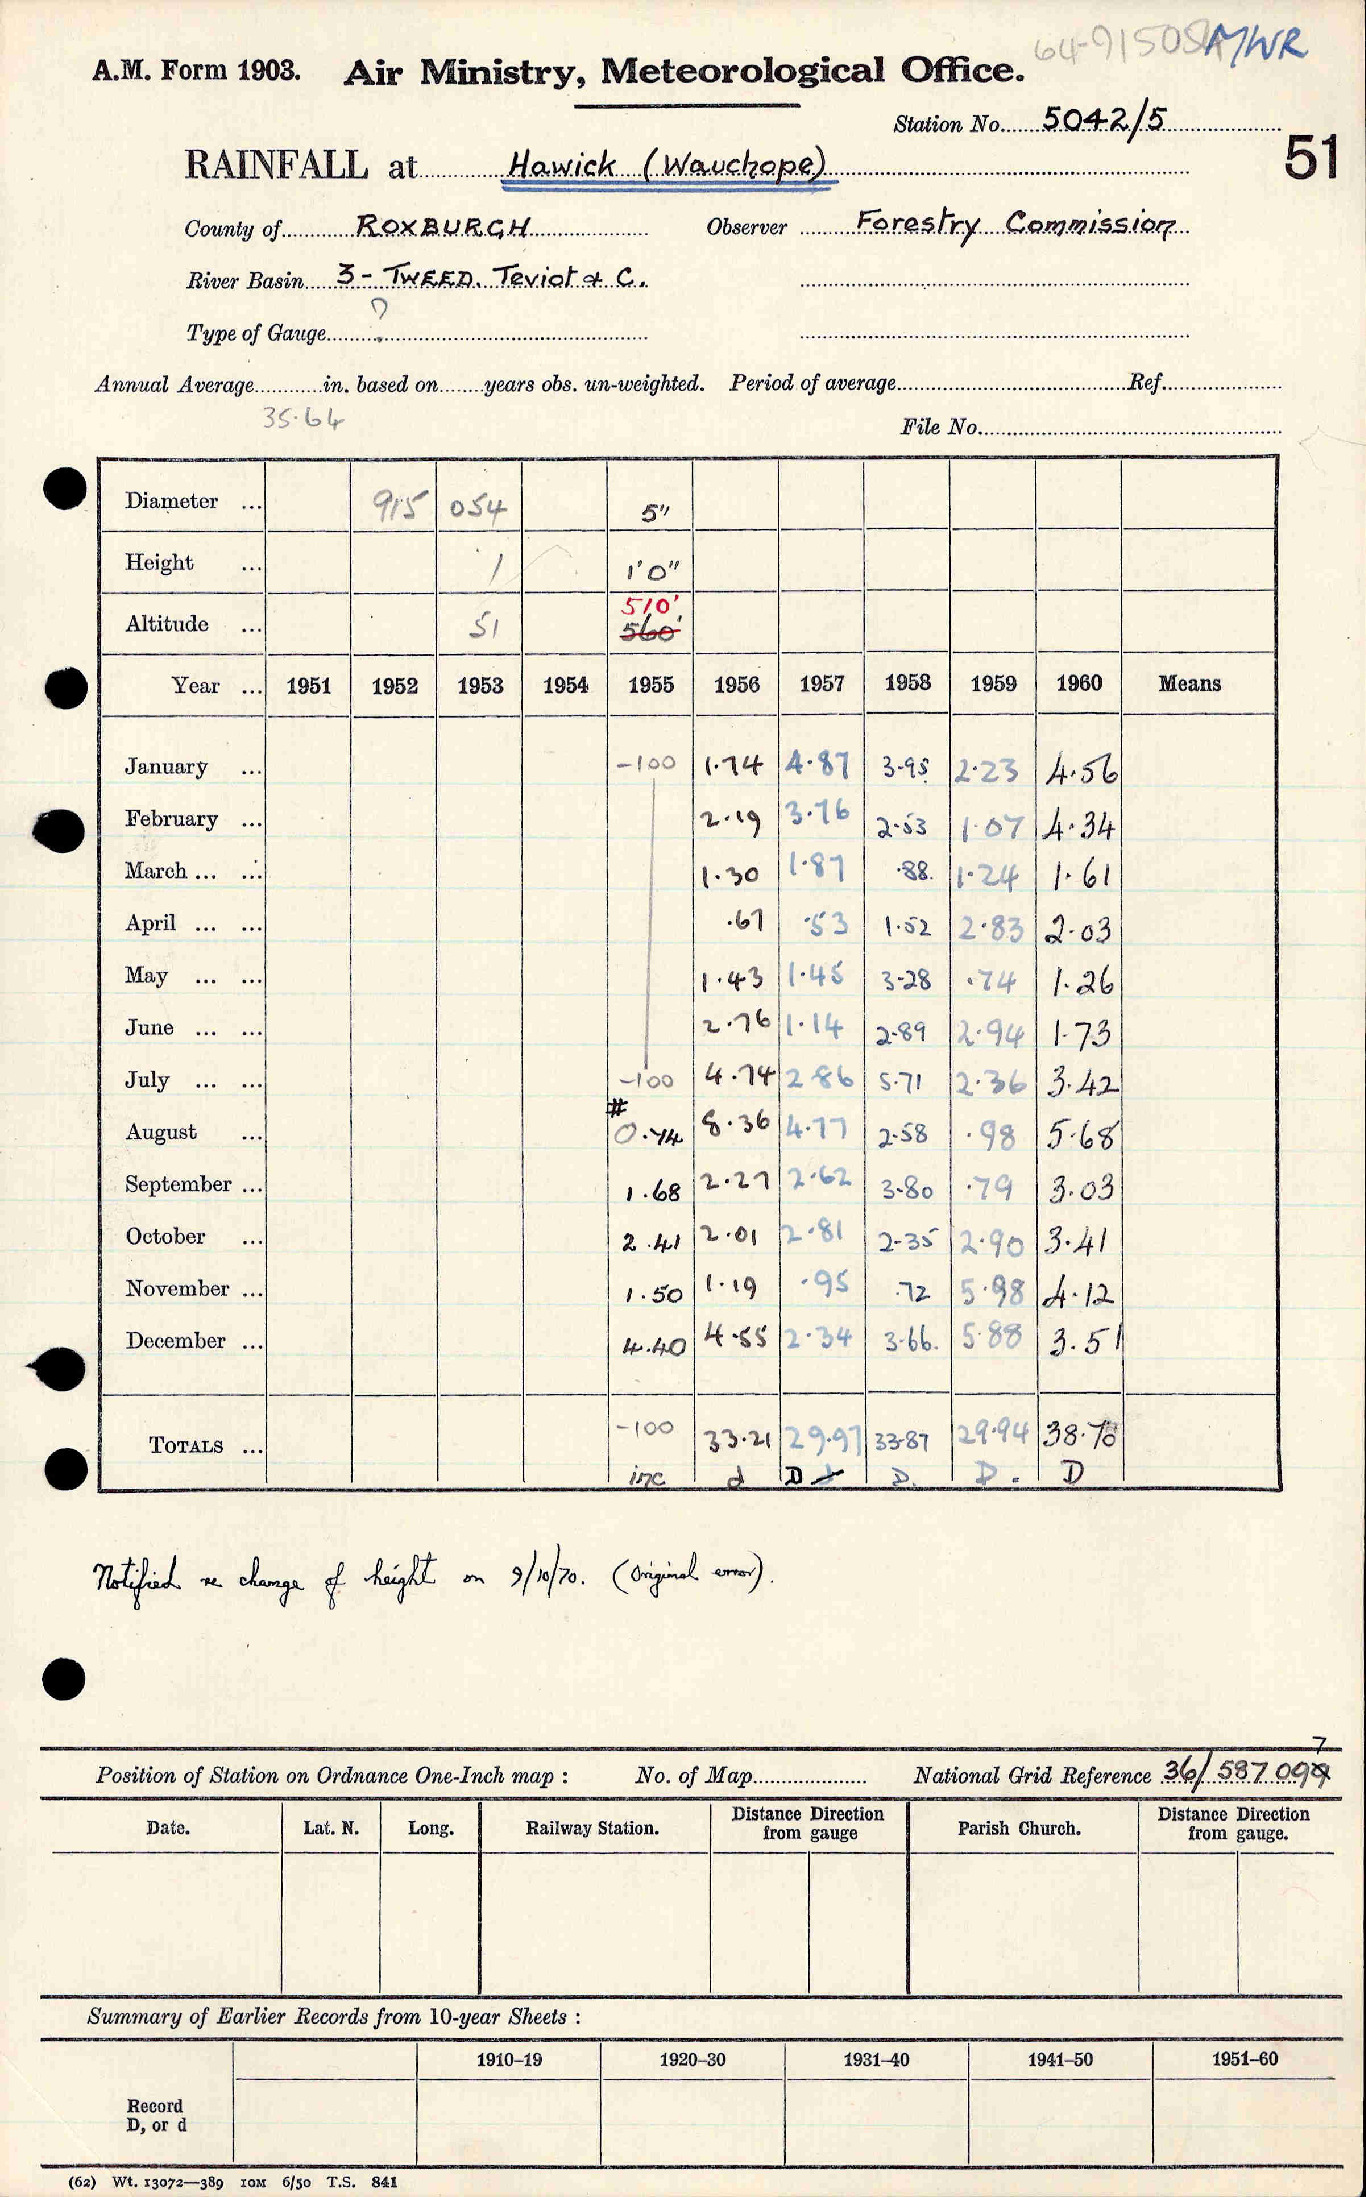 64-91505A MWR
A.M. Form 1903. Air Ministry, Meteorological Office.
Station No. 5042/5
51
RAINFALL at Hawick (Wauchope)
County of ROXBURGH Observer Forestry Commission
River Basin 3 - TWEED. Teviot & C.
Type of Gauge ?
Annual Average in. based on years obs. un-weighted. Period of average Ref.
35.64
File No.
Diameter ... 915 054 5"
Height ... 1 1'0"
510'
Altitude ... 51 560'
Year ... 1951 1952 1953 1954 1955 1956 1957 1958 1959 1960 Means
January ... -100 1.74 4.87 3.95 2.23 4.56
February ... 2.19 3.76 2.53 1.07 4.34
March ... ... 1.30 1.87 .88 1.24 1.61
April ... ... .67 .53 1.52 2.83 2.03
May ... ... 1.43 1.45 3.28 .74 1.26
June ... ... 2.76 1.14 2.89 2.94 1.73
July ... ... -100 4.74 2.86 5.71 2.36 3.42
#
August ... 0.74 8.36 4.77 2.58 .98 5.68
September ... 1.68 2.27 2.62 3.80 .79 3.03
October ... 2.41 2.01 2.81 2.35 2.90 3.41
November ... 1.50 1.19 .95 .72 5.98 4.12
December ... 4.40 4.55 2.34 3.66 5.88 3.51
TOTALS ... -100 33.21 29.97 33.87 29.94 38.70
inc d D D. D. D
Notified re change of height on 9/10/70. (Original error).
7
Position of Station on Ordnance One-Inch map : No. of Map National Grid Reference 36/587 099
Date. Lat. N. Long. Railway Station. Distance from gauge Direction Parish Church. Distance from gauge. Direction
Summary of Earlier Records from 10-year Sheets :
1910–19 1920–30 1931–40 1941–50 1951–60
Record
D, or d
(62) Wt. 13072—389 10M 6/50 T.S. 841